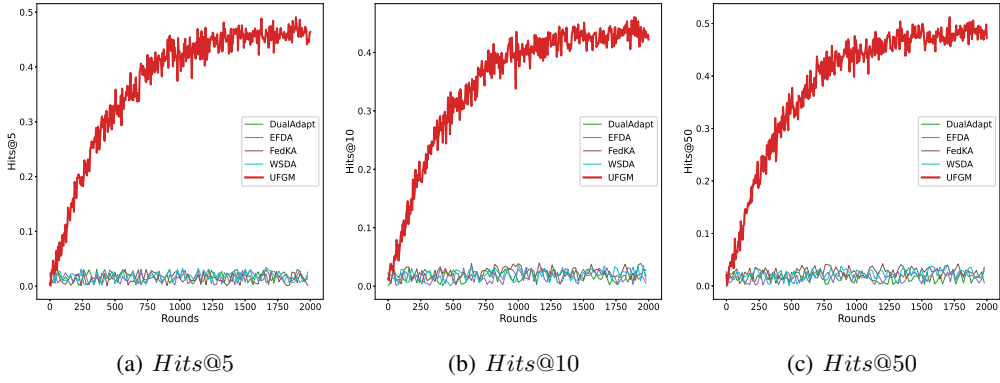 0.5
0.4
0.3
0.2
0.1
0.0
Hits@5
DualAdapt
EFDA
FedKA
WSDA
UFGM
0 250 500 750 1000 1250 1500 1750 2000
Rounds
(a) Hits@5
0.4
0.3
0.2
0.1
0.0
Hits@10
DualAdapt
EFDA
FedKA
WSDA
UFGM
0 250 500 750 1000 1250 1500 1750 2000
Rounds
(b) Hits@10
0.5
0.4
0.3
0.2
0.1
0.0
Hits@50
DualAdapt
EFDA
FedKA
WSDA
UFGM
0 250 500 750 1000 1250 1500 1750 2000
Rounds
(c) Hits@50